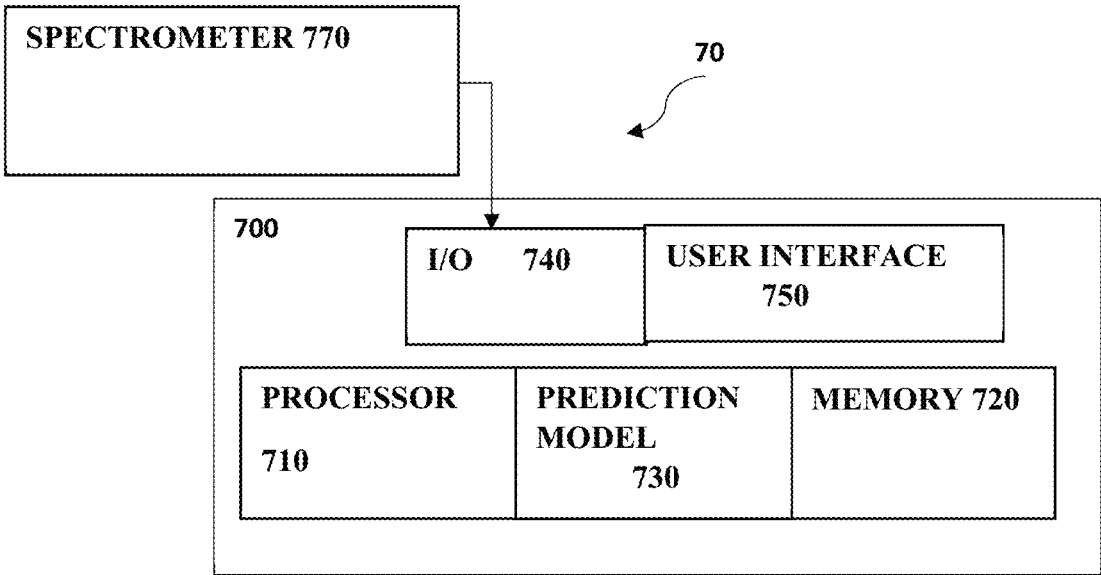 SPECTROMETER 770
70
700
I/O 740
USER INTERFACE
750
PROCESSOR
710
PREDICTION
MODEL
730
MEMORY 720